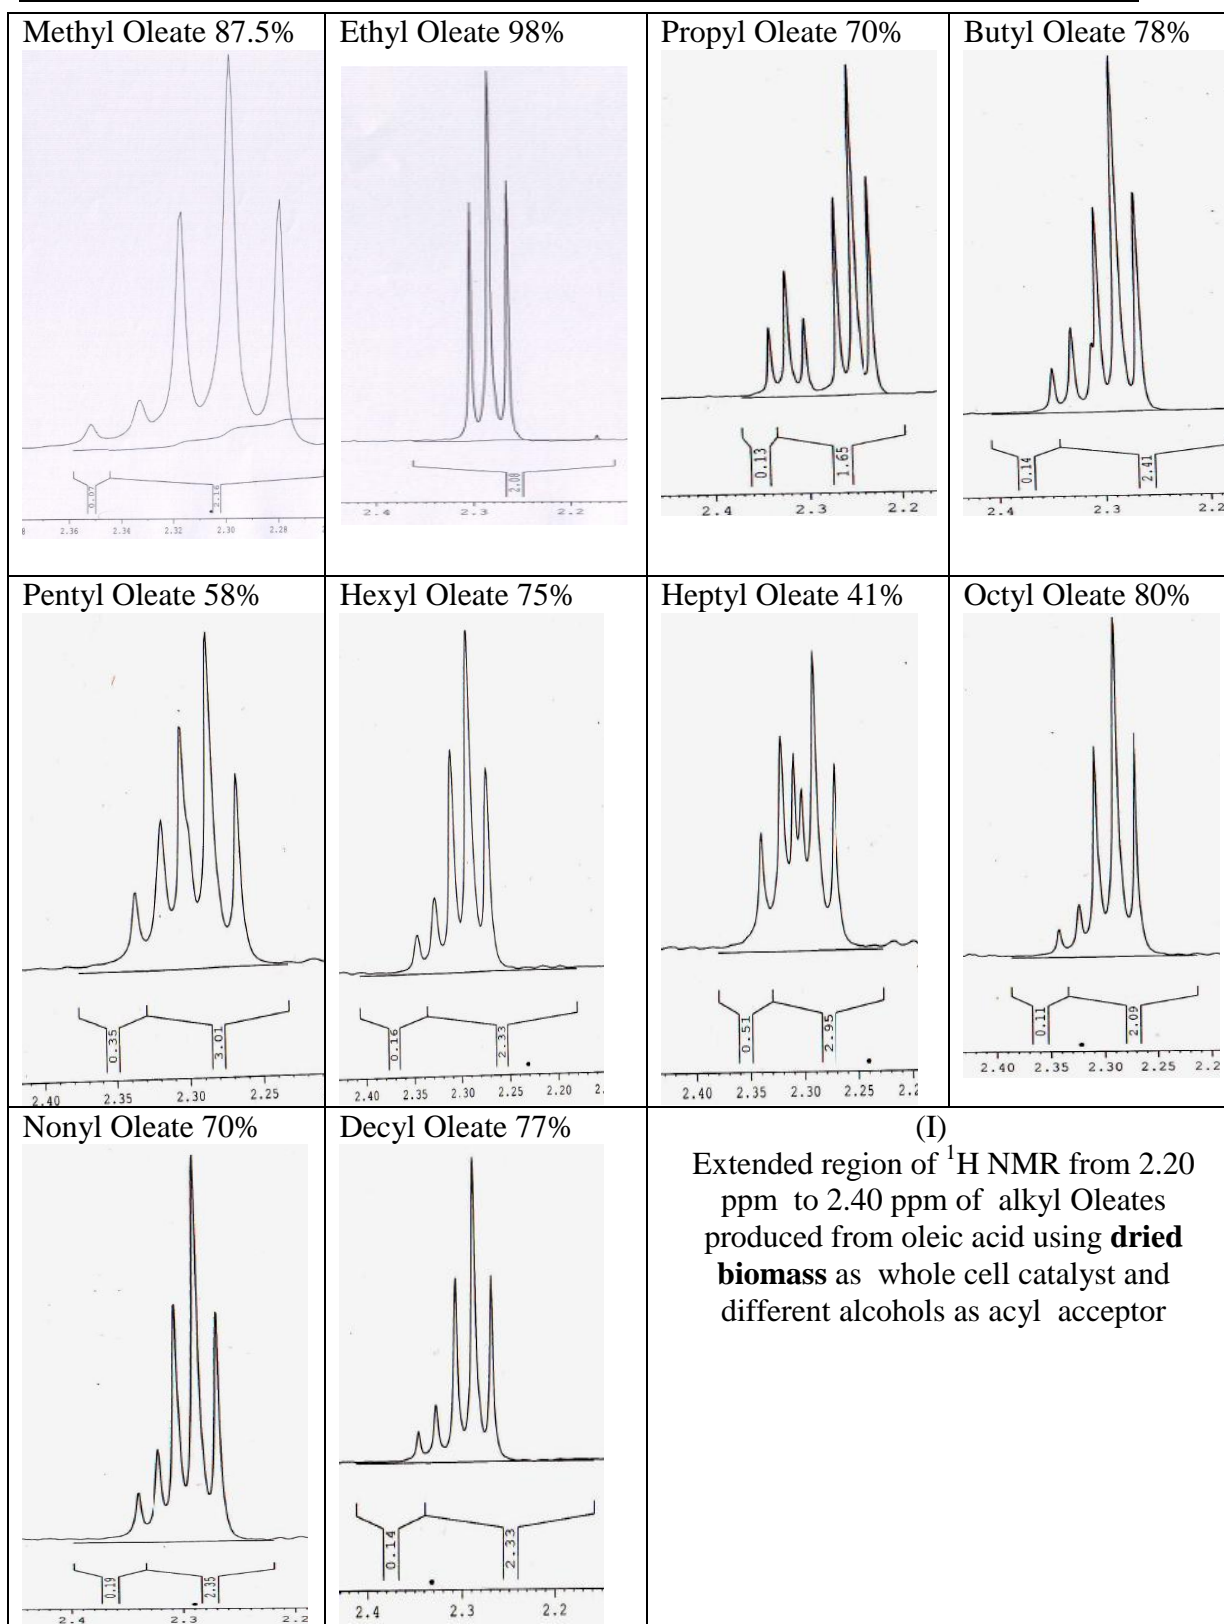 Methyl Oleate 87.5%
Ethyl Oleate 98%
Propyl Oleate 70%
Butyl Oleate 78%
0.07
2.16
2.36 2.34 2.32 2.30 2.28
2.08
2.4 2.3 2.2
0.13
1.65
2.4 2.3 2.2
0.14
2.41
2.4 2.3 2.2
Pentyl Oleate 58%
Hexyl Oleate 75%
Heptyl Oleate 41%
Octyl Oleate 80%
0.35
3.01
2.40 2.35 2.30 2.25
0.16
2.33
2.40 2.35 2.30 2.25 2.20 2.
0.51
2.95
2.40 2.35 2.30 2.25 2.2
0.11
2.09
2.40 2.35 2.30 2.25 2.2
Nonyl Oleate 70%
Decyl Oleate 77%
(I)
Extended region of ¹H NMR from 2.20
ppm to 2.40 ppm of alkyl Oleates
produced from oleic acid using dried
biomass as whole cell catalyst and
different alcohols as acyl acceptor
0.19
2.35
2.4 2.3 2.2
0.14
2.33
2.4 2.3 2.2